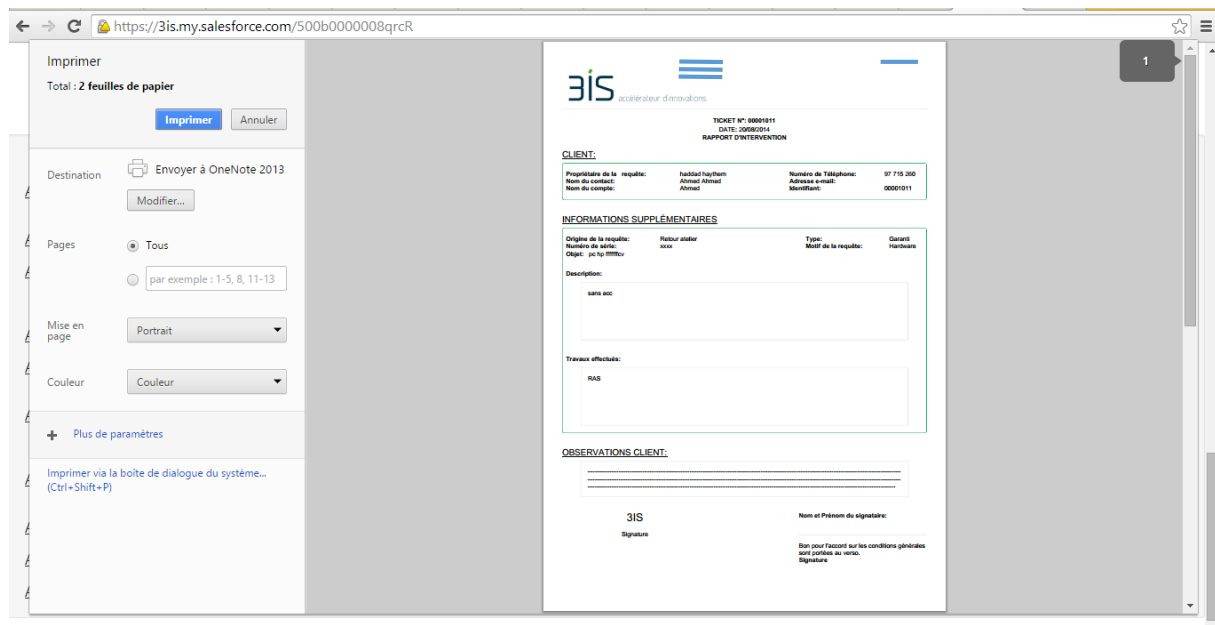 https://3is.my.salesforce.com/500b0000008qrcR
Imprimer
Total : 2 feuilles de papier
Imprimer Annuler
Destination Envoyer à OneNote 2013
Modifier...
Pages Tous
par exemple : 1-5, 8, 11-13
Mise en page Portrait
Couleur Couleur
+ Plus de paramètres
Imprimer via la boîte de dialogue du système...
(Ctrl+Shift+P)
1
3iS accélérateur d'innovations
TICKET N°: 00001011
DATE: 20/08/2014
RAPPORT D'INTERVENTION
CLIENT:
Propriétaire de la requête: haddad haythem Numéro de Téléphone: 97 715 260
Nom du contact: Ahmed Ahmed Adresse e-mail:
Nom du compte: Ahmed Identifiant: 00001011
INFORMATIONS SUPPLÉMENTAIRES
Origine de la requête: Retour atelier Type: Garanti
Numéro de série: xxxx Motif de la requête: Hardware
Objet: pc hp
Description:
sans acc
Travaux effectués:
RAS
OBSERVATIONS CLIENT:
3IS Nom et Prénom du signataire:
Signature
Bon pour l'accord sur les conditions générales
sont portées au verso.
Signature